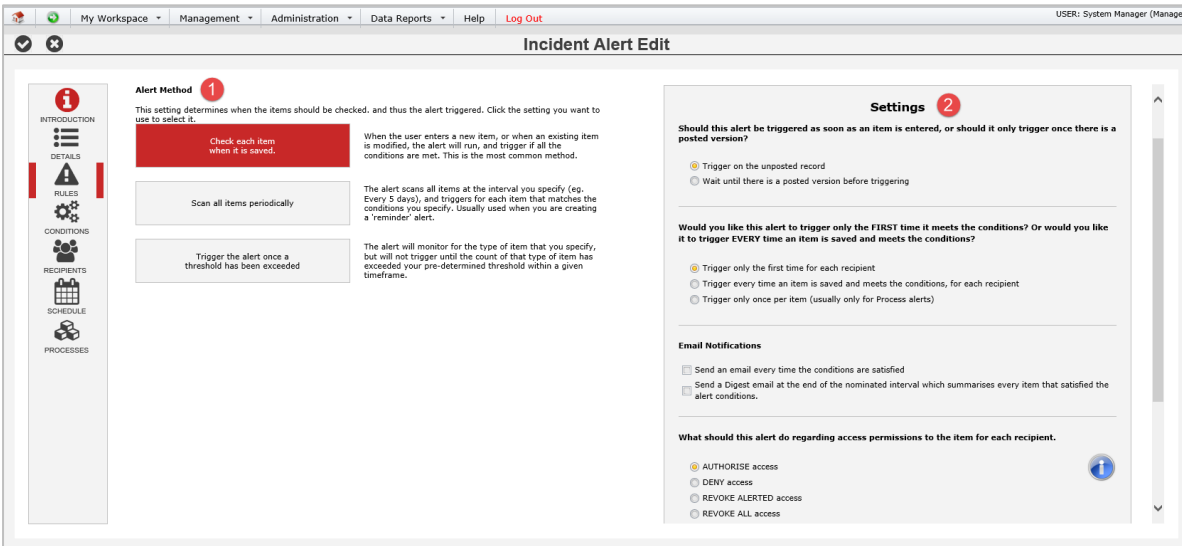 My Workspace Management Administration Data Reports Help Log Out
USER: System Manager (Manage
Incident Alert Edit
INTRODUCTION
DETAILS
RULES
CONDITIONS
RECIPIENTS
SCHEDULE
PROCESSES
Alert Method 1
This setting determines when the items should be checked. and thus the alert triggered. Click the setting you want to
use to select it.
Check each item
when it is saved.
When the user enters a new item, or when an existing item
is modified, the alert will run, and trigger if all the
conditions are met. This is the most common method.
Scan all items periodically
The alert scans all items at the interval you specify (eg.
Every 5 days), and triggers for each item that matches the
conditions you specify. Usually used when you are creating
a 'reminder' alert.
Trigger the alert once a
threshold has been exceeded
The alert will monitor for the type of item that you specify,
but will not trigger until the count of that type of item has
exceeded your pre-determined threshold within a given
timeframe.
Settings 2
Should this alert be triggered as soon as an item is entered, or should it only trigger once there is a
posted version?
Trigger on the unposted record
Wait until there is a posted version before triggering
Would you like this alert to trigger only the FIRST time it meets the conditions? Or would you like
it to trigger EVERY time an item is saved and meets the conditions?
Trigger only the first time for each recipient
Trigger every time an item is saved and meets the conditions, for each recipient
Trigger only once per item (usually only for Process alerts)
Email Notifications
Send an email every time the conditions are satisfied
Send a Digest email at the end of the nominated interval which summarises every item that satisfied the
alert conditions.
What should this alert do regarding access permissions to the item for each recipient.
AUTHORISE access
DENY access
REVOKE ALERTED access
REVOKE ALL access